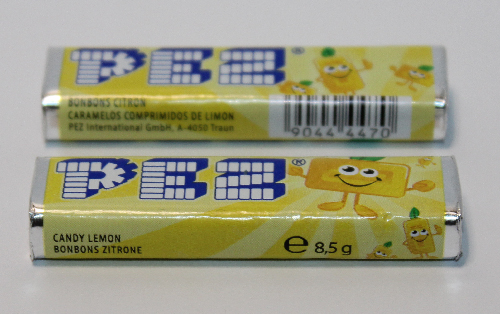 PEZ®
BONBONS CITRON
CARAMELOS COMPRIMIDOS DE LIMON
PEZ International GmbH, A-4050 Traun
9044 4470
PEZ®
CANDY LEMON
BONBONS ZITRONE
℮ 8,5 g